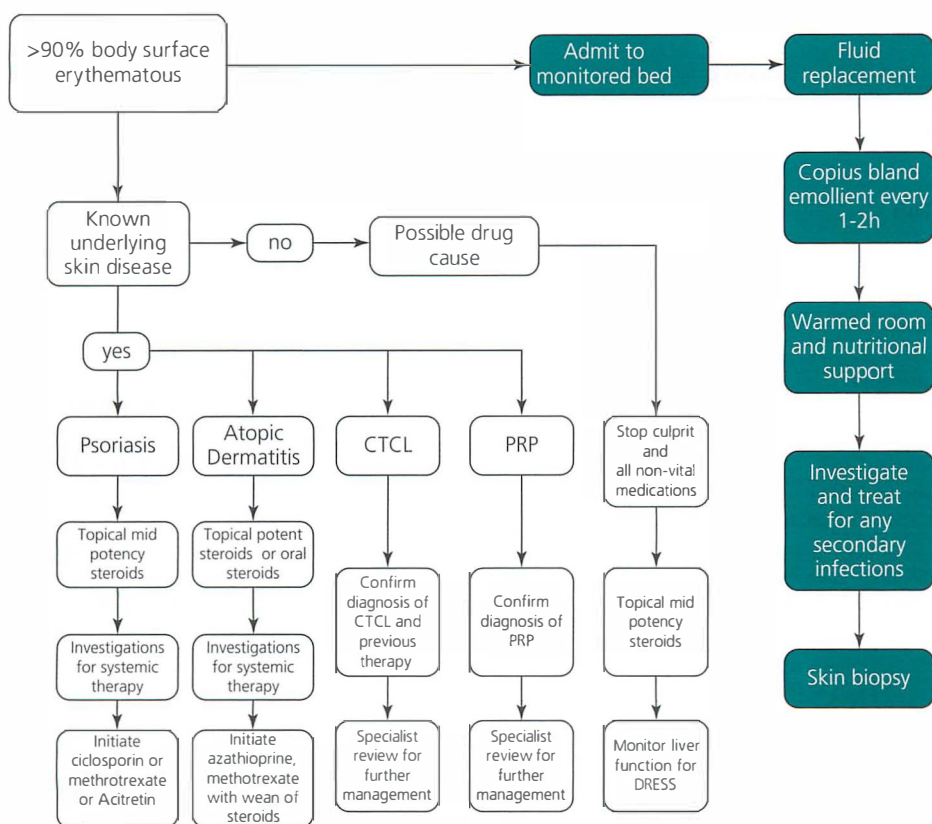 >90% body surface
erythematous
Admit to
monitored bed
Fluid
replacement
Copius bland
emollient every
1-2h
Known
underlying
skin disease
no
Possible drug
cause
Warmed room
and nutritional
support
yes
Psoriasis
Atopic
Dermatitis
CTCL
PRP
Stop culprit
and
all non-vital
medications
Investigate
and treat
for any
secondary
infections
Topical mid
potency
steroids
Topical potent
steroids or oral
steroids
Confirm
diagnosis of
CTCL and
previous
therapy
Confirm
diagnosis of
PRP
Topical mid
potency
steroids
Investigations
for systemic
therapy
Investigations
for systemic
therapy
Skin biopsy
Initiate
ciclosporin or
methrotrexate
or Acitretin
Initiate
azathioprine,
methotrexate
with wean of
steroids
Specialist
review for
further
management
Specialist
review for
further
management
Monitor liver
function for
DRESS